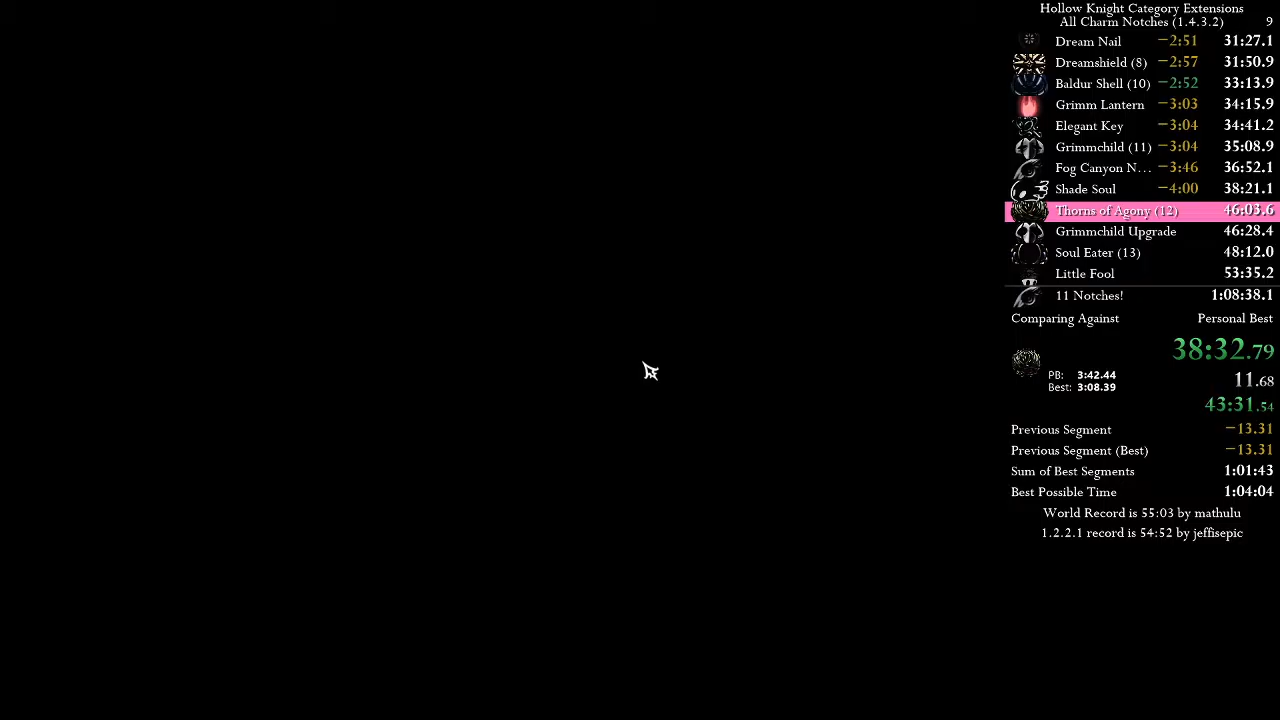 Hollow Knight Category Extensions
All Charm Notches (1.4.3.2) 9
Dream Nail −2:51 31:27.1
Dreamshield (8) −2:57 31:50.9
Baldur Shell (10) −2:52 33:13.9
Grimm Lantern −3:03 34:15.9
Elegant Key −3:04 34:41.2
Grimmchild (11) −3:04 35:08.9
Fog Canyon N... −3:46 36:52.1
Shade Soul −4:00 38:21.1
Thorns of Agony (12) 46:03.6
Grimmchild Upgrade 46:28.4
Soul Eater (13) 48:12.0
Little Fool 53:35.2
11 Notches! 1:08:38.1
Comparing Against Personal Best
38:32.79
PB: 3:42.44 11.68
Best: 3:08.39
43:31.54
Previous Segment −13.31
Previous Segment (Best) −13.31
Sum of Best Segments 1:01:43
Best Possible Time 1:04:04
World Record is 55:03 by mathulu
1.2.2.1 record is 54:52 by jeffisepic